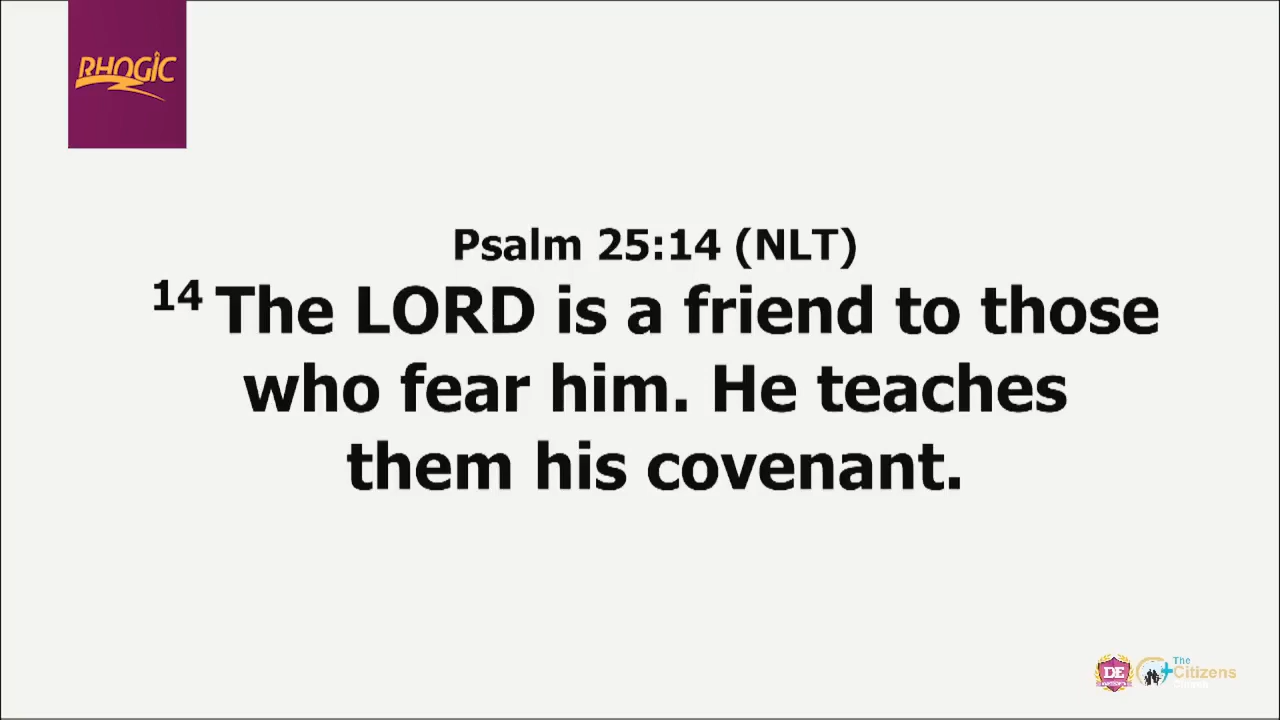 RHOGIC
Psalm 25:14 (NLT)
14 The LORD is a friend to those
who fear him. He teaches
them his covenant.
DE
The
Citizens